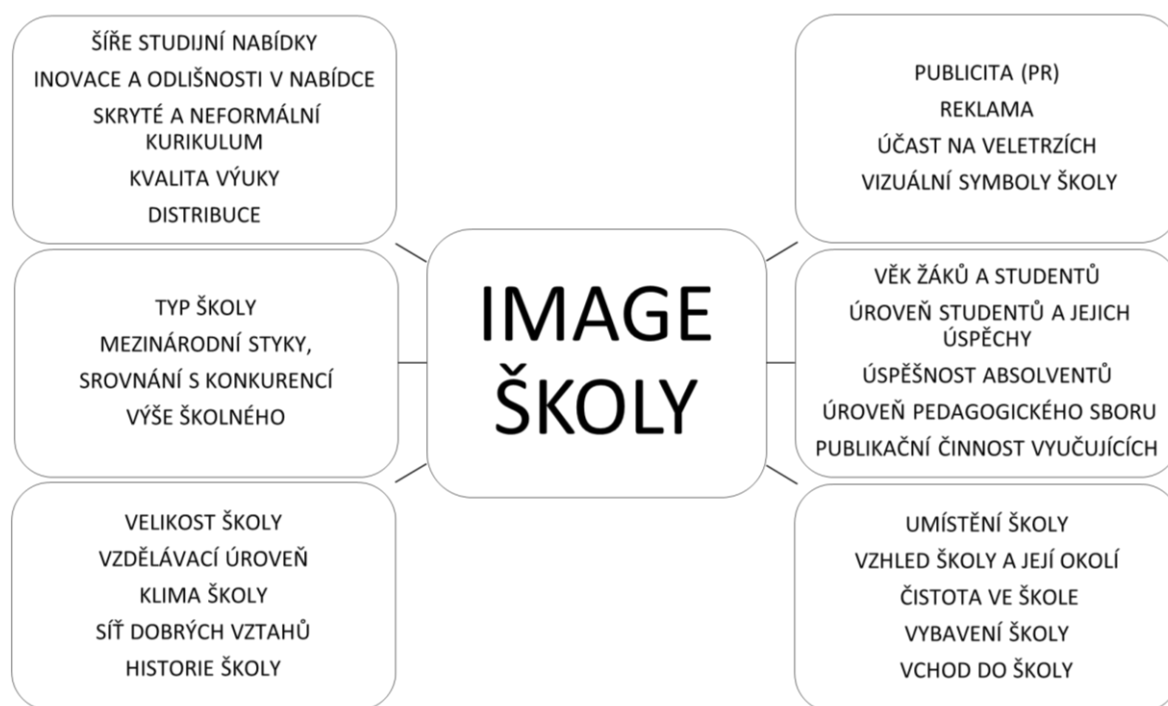 ŠÍŘE STUDIJNÍ NABÍDKY
INOVACE A ODLIŠNOSTI V NABÍDCE
SKRYTÉ A NEFORMÁLNÍ
KURIKULUM
KVALITA VÝUKY
DISTRIBUCE
TYP ŠKOLY
MEZINÁRODNÍ STYKY,
SROVNÁNÍ S KONKURENCÍ
VÝŠE ŠKOLNÉHO
VELIKOST ŠKOLY
VZDĚLÁVACÍ ÚROVEŇ
KLIMA ŠKOLY
SÍŤ DOBRÝCH VZTAHŮ
HISTORIE ŠKOLY
IMAGE
ŠKOLY
PUBLICITA (PR)
REKLAMA
ÚČAST NA VELETRZÍCH
VIZUÁLNÍ SYMBOLY ŠKOLY
VĚK ŽÁKŮ A STUDENTŮ
ÚROVEŇ STUDENTŮ A JEJICH
ÚSPĚCHY
ÚSPĚŠNOST ABSOLVENTŮ
ÚROVEŇ PEDAGOGICKÉHO SBORU
PUBLIKAČNÍ ČINNOST VYUČUJÍCÍCH
UMÍSTĚNÍ ŠKOLY
VZHLED ŠKOLY A JEJÍ OKOLÍ
ČISTOTA VE ŠKOLE
VYBAVENÍ ŠKOLY
VCHOD DO ŠKOLY